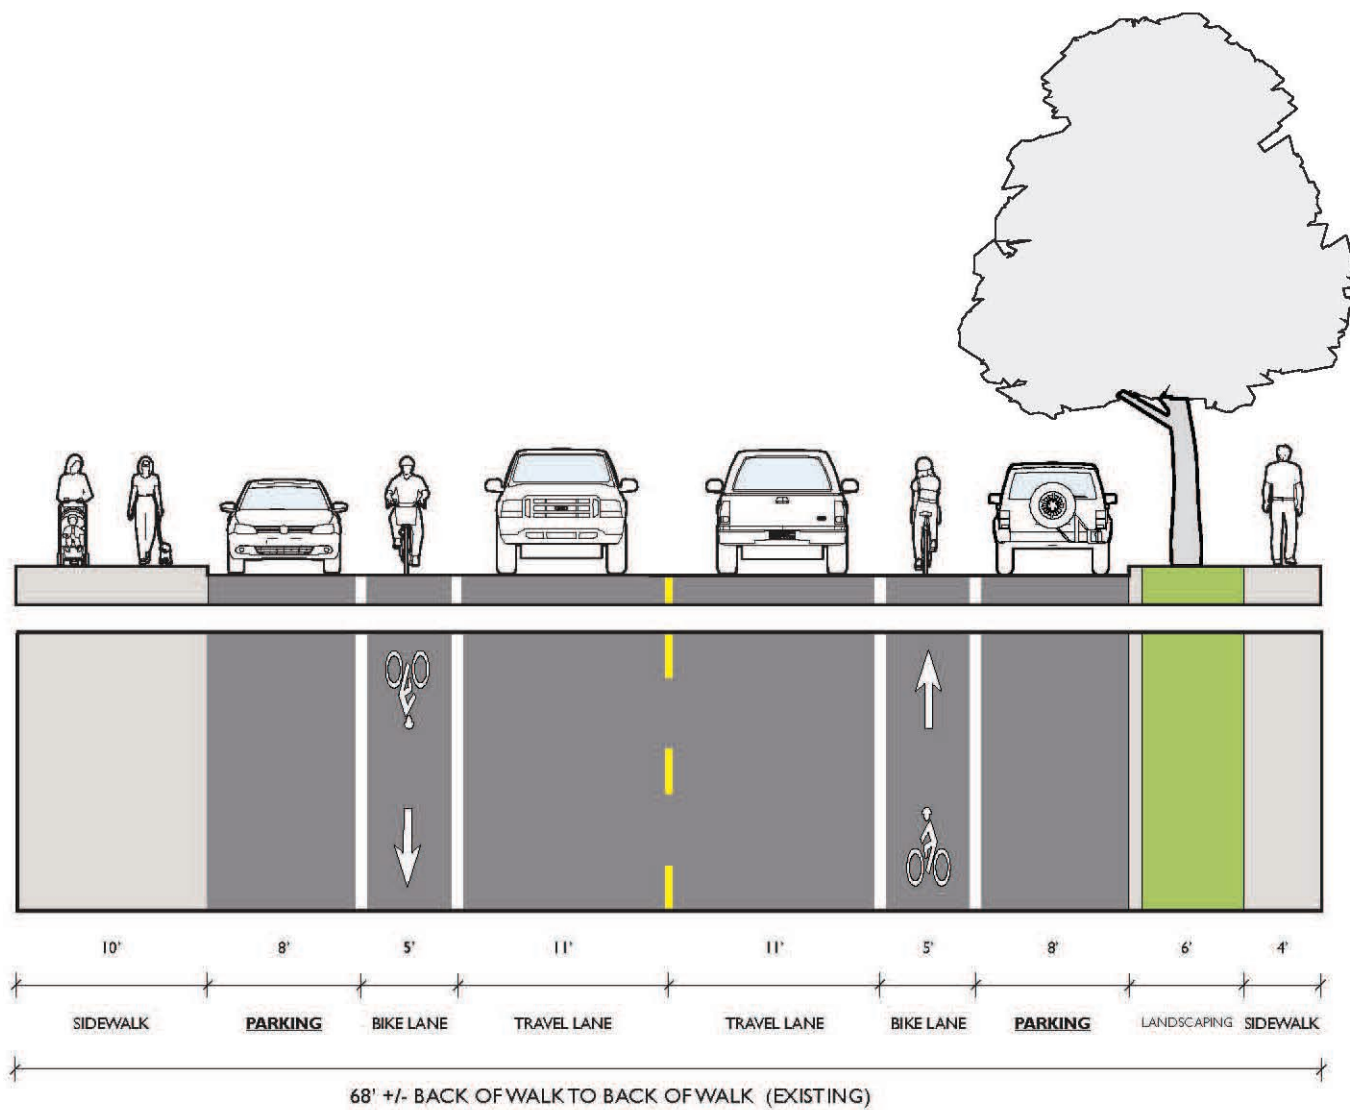 10' 8' 5' 11' 11' 5' 8' 6' 4'
SIDEWALK PARKING BIKE LANE TRAVEL LANE TRAVEL LANE BIKE LANE PARKING LANDSCAPING SIDEWALK
68' +/- BACK OF WALK TO BACK OF WALK (EXISTING)